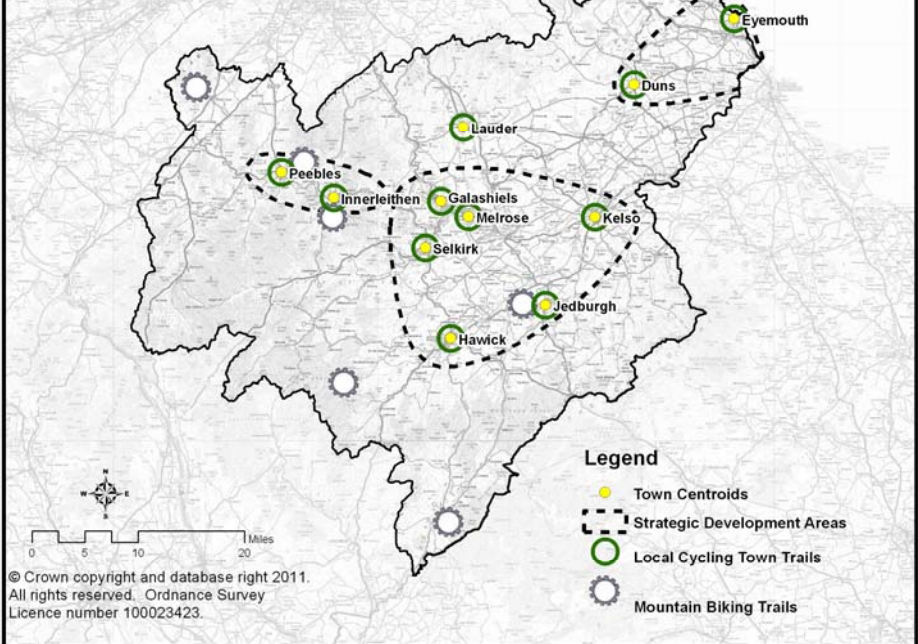 Eyemouth
Duns
Lauder
Peebles
Innerleithen
Galashiels
Melrose
Kelso
Selkirk
Jedburgh
Hawick
Legend
Town Centroids
Strategic Development Areas
Local Cycling Town Trails
Mountain Biking Trails
N
W E
S
Miles
0 5 10 20
© Crown copyright and database right 2011.
All rights reserved. Ordnance Survey
Licence number 100023423.